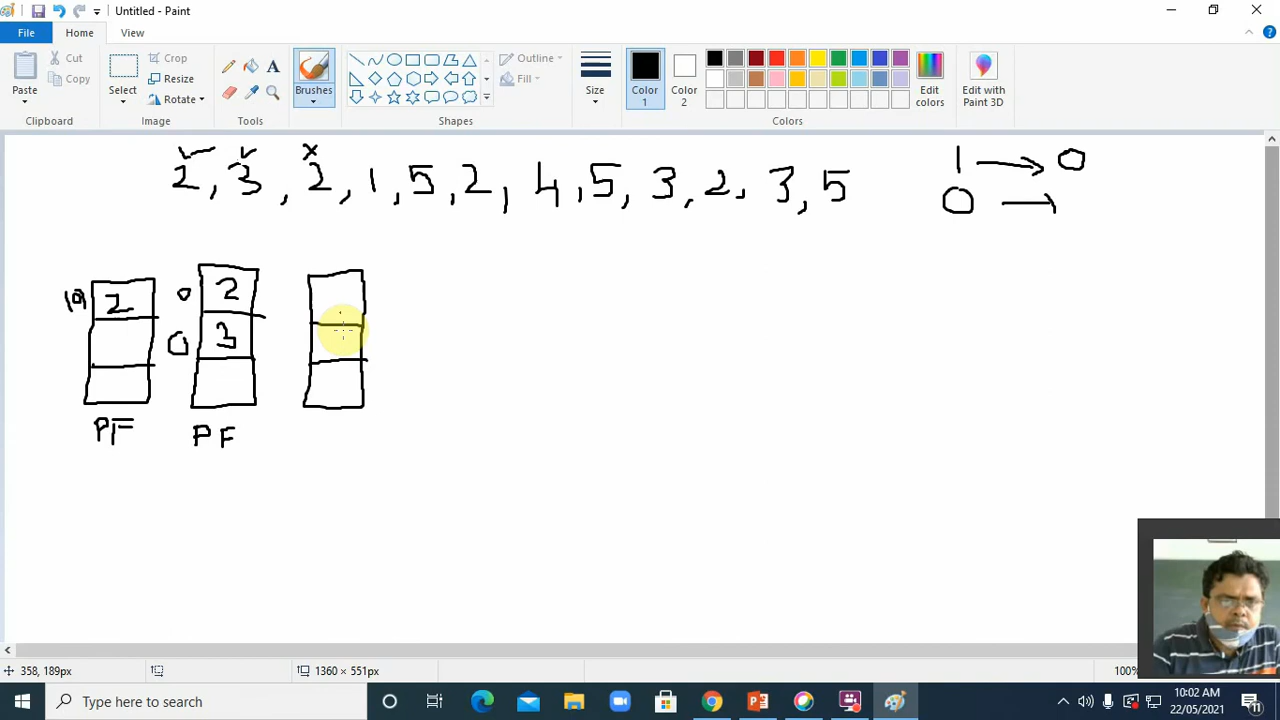 Untitled - Paint
File Home View
Paste
Cut
Copy
Clipboard
Select
Resize
Rotate
Image
A
Tools
Brushes
Outline
Fill
Shapes
Size
Color 1
Color 2
Edit colors
Colors
Edit with Paint 3D
2, 3, 2, 1, 5, 2, 4, 5, 3, 2, 3, 5
1 → 0
0 → 1
2
0 2
0 3
PF
PF
358, 189px
1360 × 551px
100%
Type here to search
10:02 AM
22/05/2021